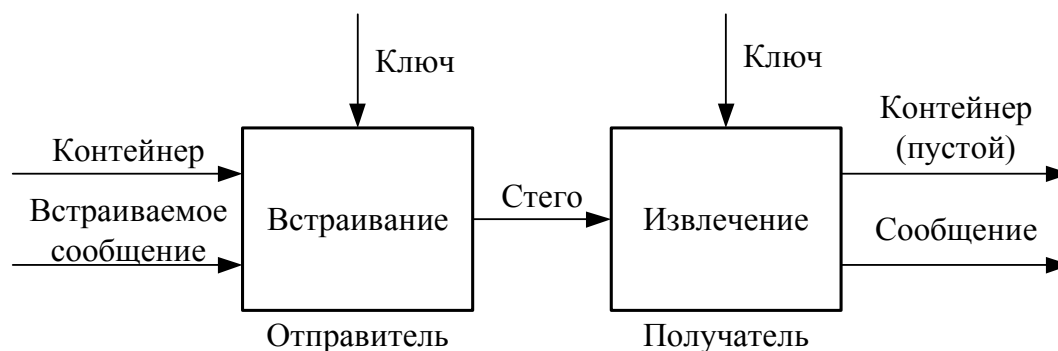 Ключ
Ключ
Контейнер
Встраиваемое
сообщение
Встраивание
Отправитель
Стего
Извлечение
Получатель
Контейнер
(пустой)
Сообщение